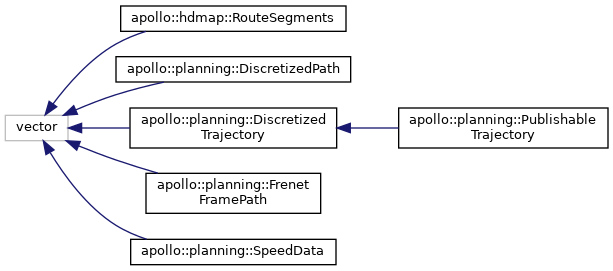 apollo::hdmap::RouteSegments
apollo::planning::DiscretizedPath
vector
apollo::planning::Discretized
Trajectory
apollo::planning::Publishable
Trajectory
apollo::planning::Frenet
FramePath
apollo::planning::SpeedData